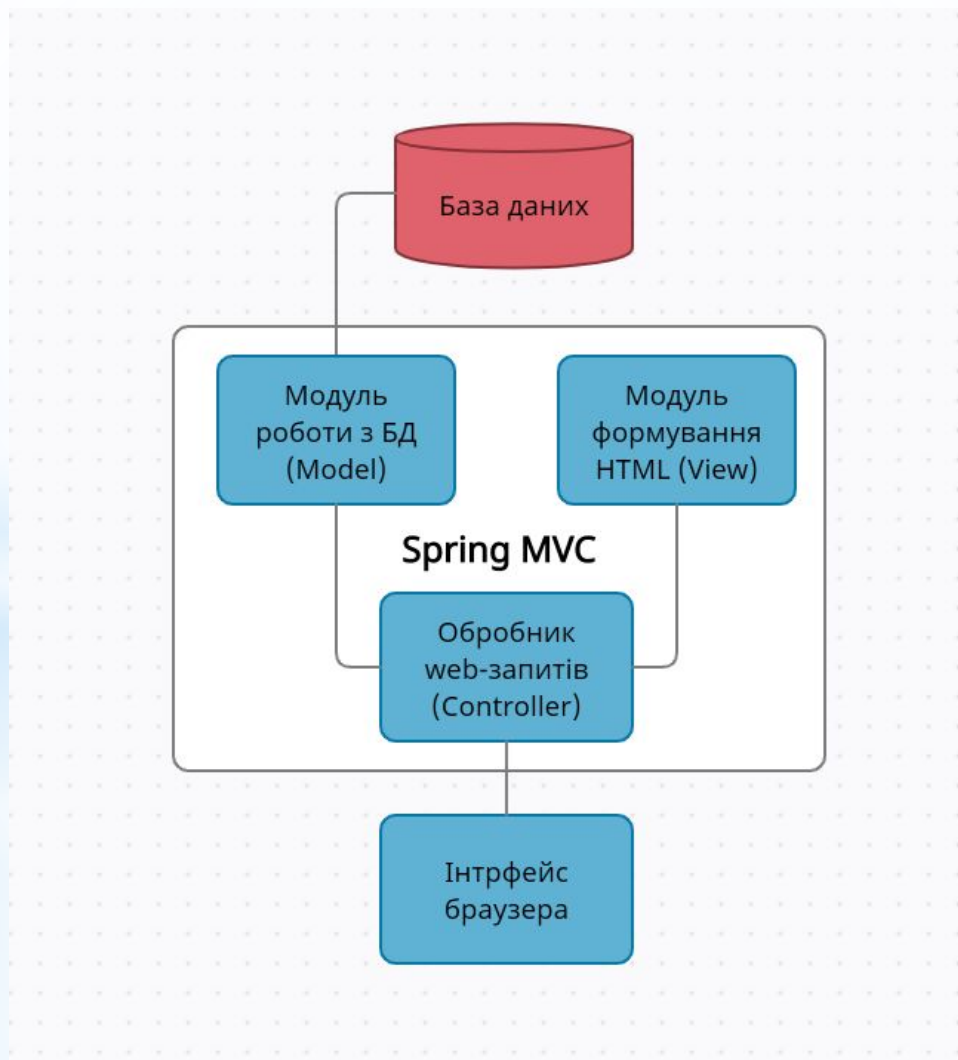 База даних
Модуль
роботи з БД
(Model)
Модуль
формування
HTML (View)
Spring MVC
Обробник
web-запитів
(Controller)
Інтрфейс
браузера